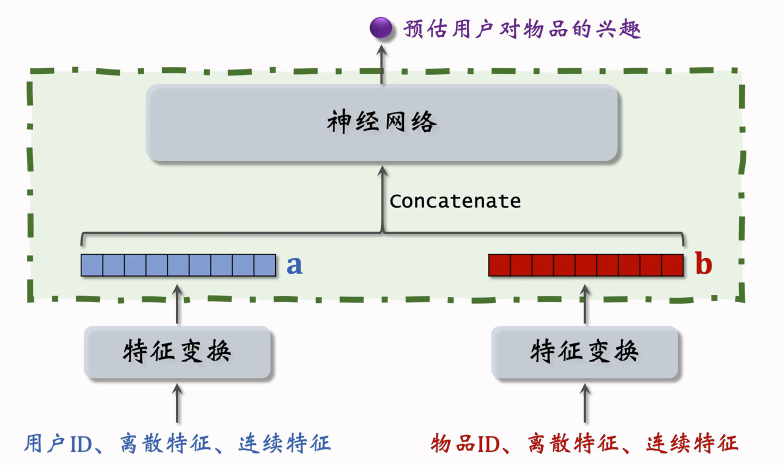 预估用户对物品的兴趣
神经网络
Concatenate
a
b
特征变换
特征变换
用户ID、离散特征、连续特征
物品ID、离散特征、连续特征